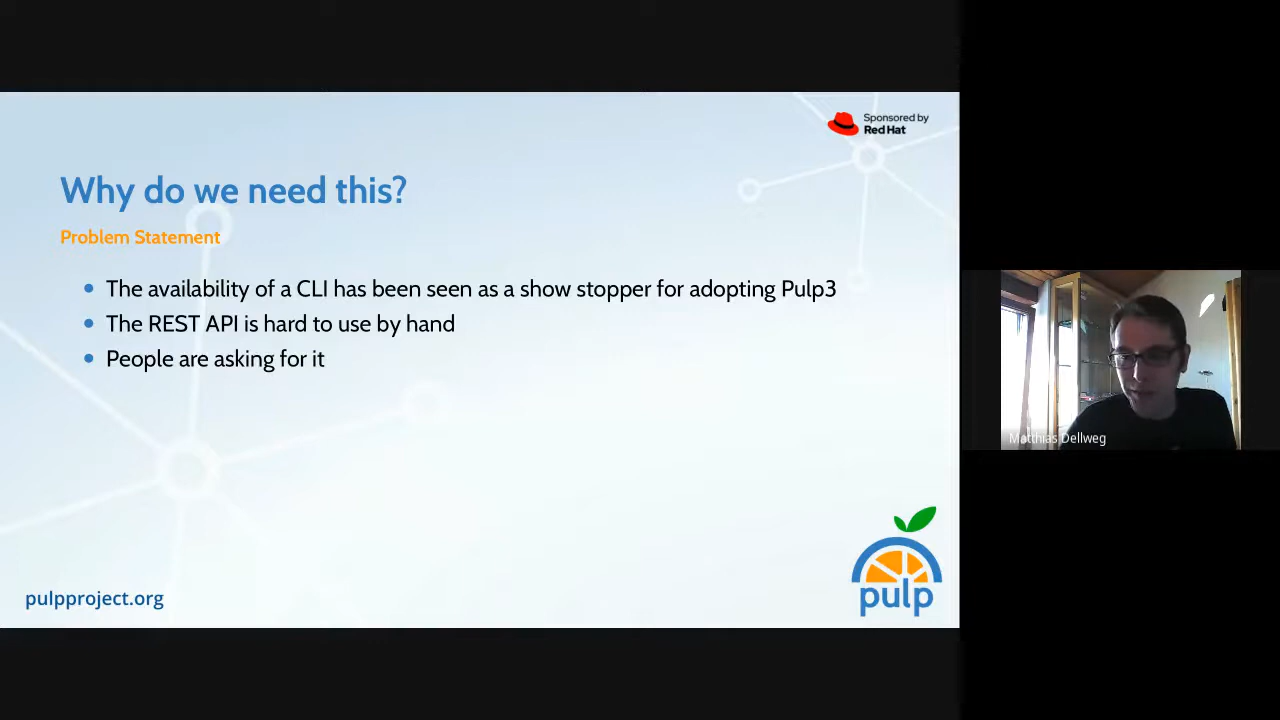 Sponsored by
Red Hat
Why do we need this?
Problem Statement
The availability of a CLI has been seen as a show stopper for adopting Pulp3
The REST API is hard to use by hand
People are asking for it
Matthias Dellweg
pulpproject.org
pulp